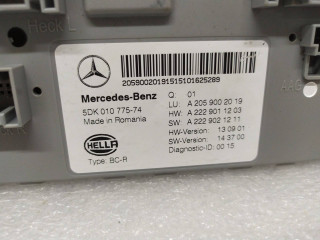 Heck L
20590020191515101625289
Mercedes-Benz
5DK 010 775-74
Made in Romania
HELLA
Type: BC-R
Q: 01
LU: A 205 900 20 19
HW: A 222 901 12 03
SW: A 222 902 12 11
HW-Version: 13 09 01
SW-Version: 14 37 00
Diagnostic-ID: 00 15